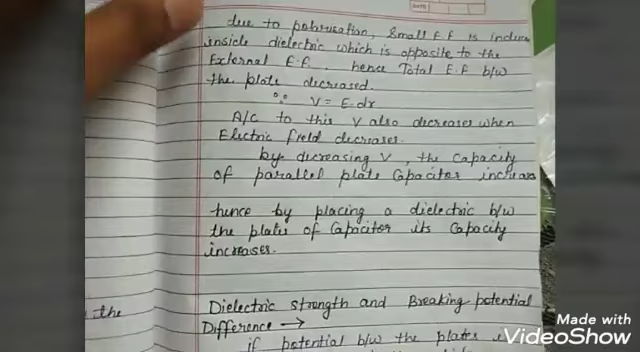 DATE
due to polarisation, Small E.F is induce
inside dielectric which is opposite to the
External E.F. hence Total E.F b/w
the plate decreased.
∵ V = E.dr
A/C to this V also decreases when
Electric field decreases.
by decreasing V, the Capacity
of parallel plate Capacitor increases
hence by placing a dielectric b/w
the plates of Capacitor its Capacity
increases.
the
Dielectric strength and Breaking potential
Difference →
if potential b/w the plates
Made with
VideoShow